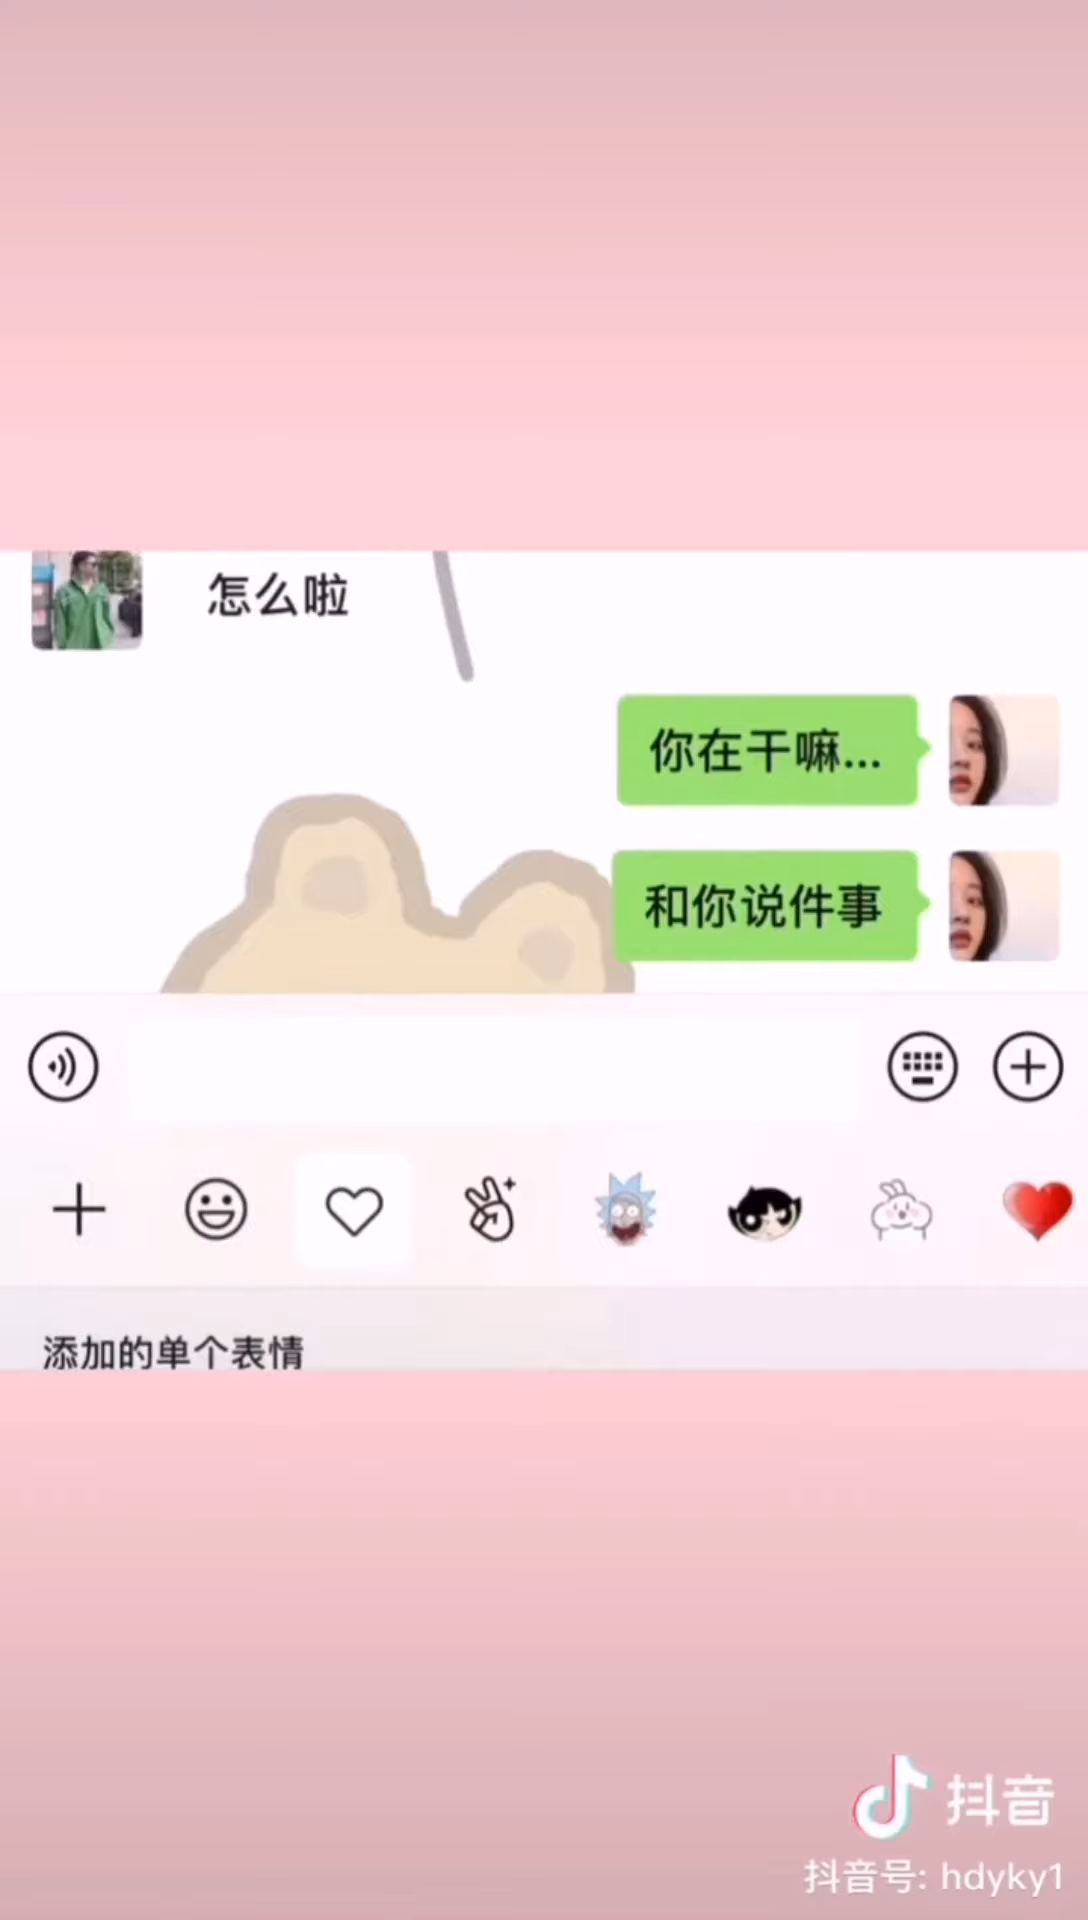 怎么啦
你在干嘛...
和你说件事
添加的单个表情
抖音
抖音号: hdyky1